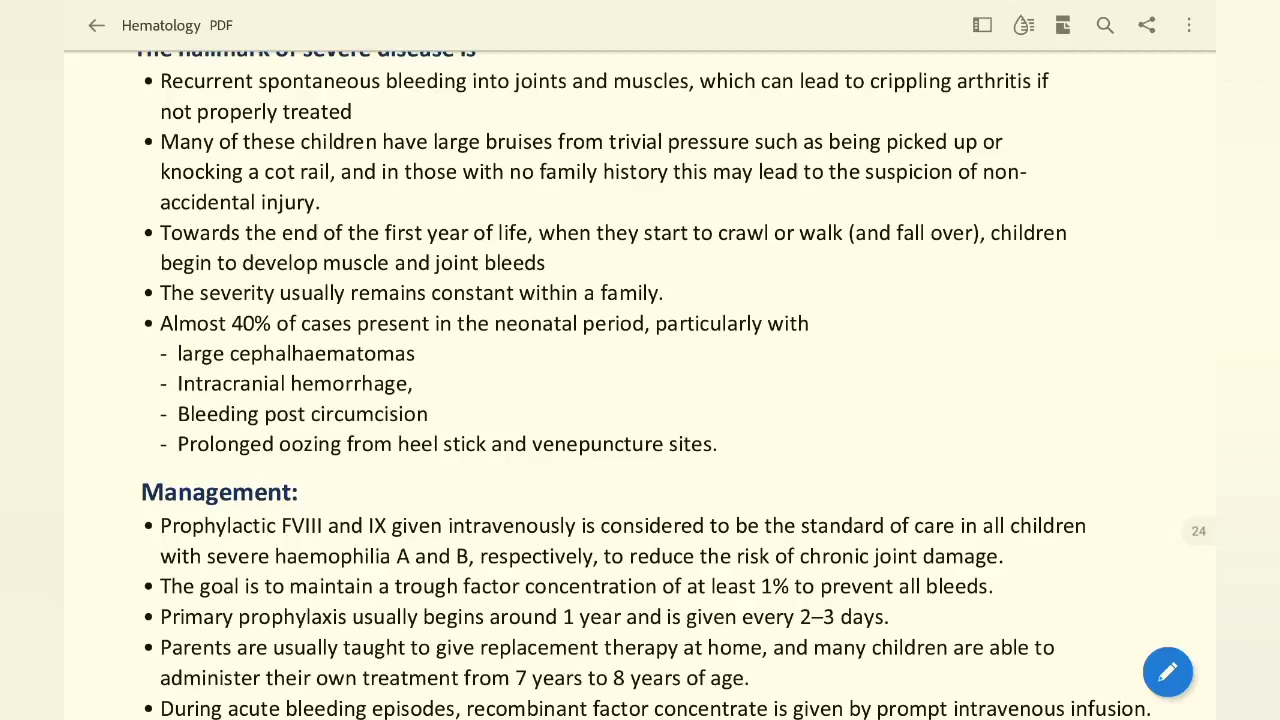 Hematology PDF
The hallmark of severe disease is
• Recurrent spontaneous bleeding into joints and muscles, which can lead to crippling arthritis if
not properly treated
• Many of these children have large bruises from trivial pressure such as being picked up or
knocking a cot rail, and in those with no family history this may lead to the suspicion of non-
accidental injury.
• Towards the end of the first year of life, when they start to crawl or walk (and fall over), children
begin to develop muscle and joint bleeds
• The severity usually remains constant within a family.
• Almost 40% of cases present in the neonatal period, particularly with
- large cephalhaematomas
- Intracranial hemorrhage,
- Bleeding post circumcision
- Prolonged oozing from heel stick and venepuncture sites.
Management:
• Prophylactic FVIII and IX given intravenously is considered to be the standard of care in all children
24
with severe haemophilia A and B, respectively, to reduce the risk of chronic joint damage.
• The goal is to maintain a trough factor concentration of at least 1% to prevent all bleeds.
• Primary prophylaxis usually begins around 1 year and is given every 2–3 days.
• Parents are usually taught to give replacement therapy at home, and many children are able to
administer their own treatment from 7 years to 8 years of age.
• During acute bleeding episodes, recombinant factor concentrate is given by prompt intravenous infusion.